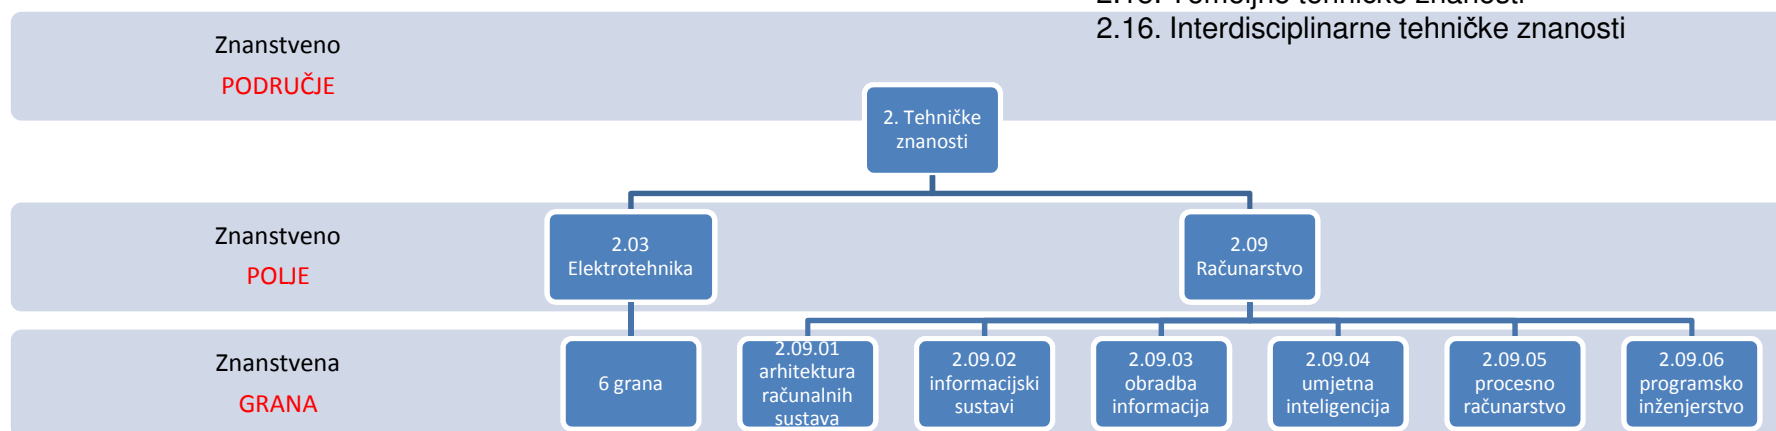 2.16. Interdisciplinarne tehničke znanosti
Znanstveno
PODRUČJE
2. Tehničke
znanosti
Znanstveno
POLJE
2.03
Elektrotehnika
2.09
Računarstvo
Znanstvena
GRANA
6 grana
2.09.01
arhitektura
računalnih
sustava
2.09.02
informacijski
sustavi
2.09.03
obradba
informacija
2.09.04
umjetna
inteligencija
2.09.05
procesno
računarstvo
2.09.06
programsko
inženjerstvo